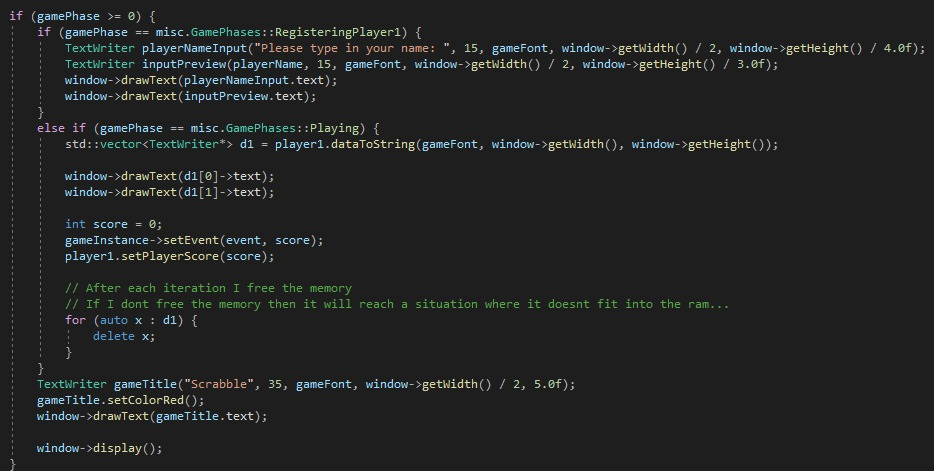 if (gamePhase >= 0) {
    if (gamePhase == misc.GamePhases::RegisteringPlayer1) {
        TextWriter playerNameInput("Please type in your name: ", 15, gameFont, window->getWidth() / 2, window->getHeight() / 4.0f);
        TextWriter inputPreview(playerName, 15, gameFont, window->getWidth() / 2, window->getHeight() / 3.0f);
        window->drawText(playerNameInput.text);
        window->drawText(inputPreview.text);
    }
    else if (gamePhase == misc.GamePhases::Playing) {
        std::vector<TextWriter*> d1 = player1.dataToString(gameFont, window->getWidth(), window->getHeight());

        window->drawText(d1[0]->text);
        window->drawText(d1[1]->text);

        int score = 0;
        gameInstance->setEvent(event, score);
        player1.setPlayerScore(score);

        // After each iteration I free the memory
        // If I dont free the memory then it will reach a situation where it doesnt fit into the ram...
        for (auto x : d1) {
            delete x;
        }
    }
    TextWriter gameTitle("Scrabble", 35, gameFont, window->getWidth() / 2, 5.0f);
    gameTitle.setColorRed();
    window->drawText(gameTitle.text);

    window->display();
}